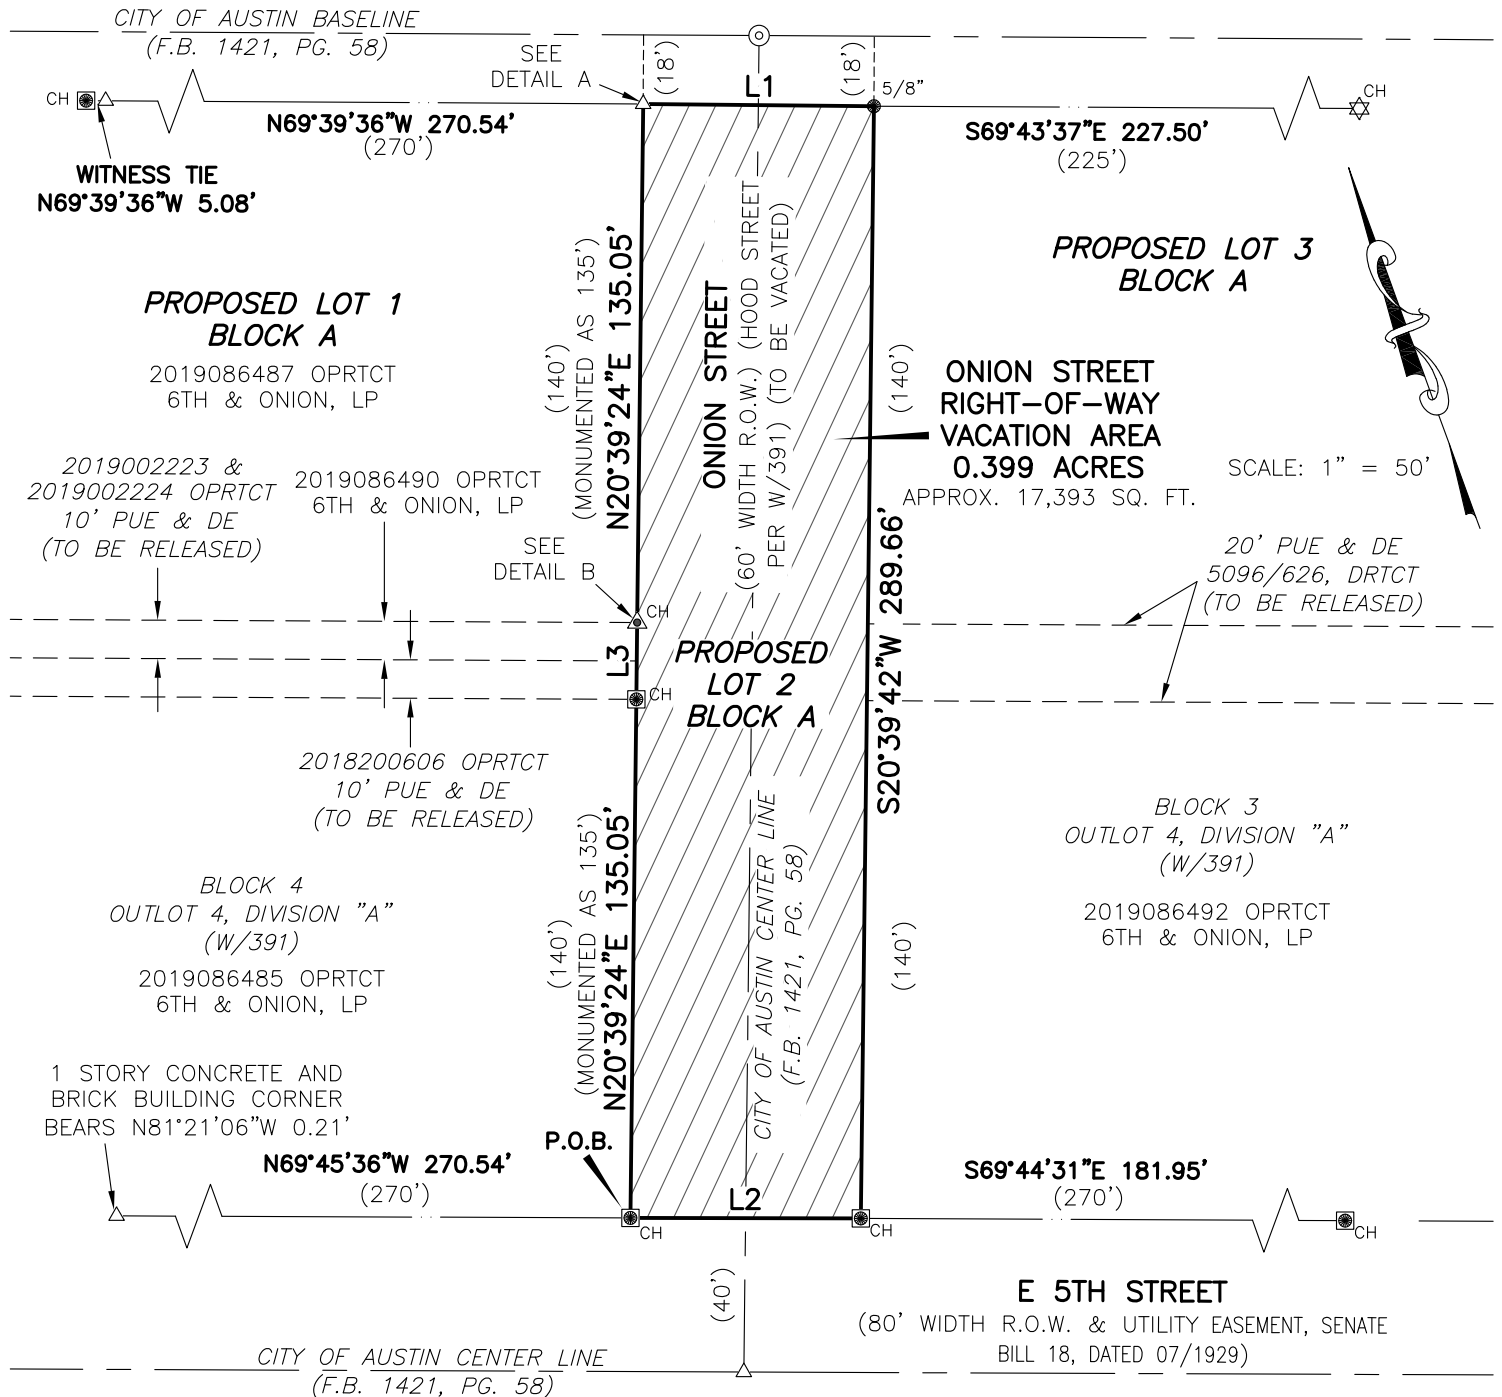 CITY OF AUSTIN BASELINE
(F.B. 1421, PG. 58)
SEE
DETAIL A
(18')
(18')
L1
5/8"
CH
CH
N69°39'36"W 270.54'
(270')
S69°43'37"E 227.50'
(225')
WITNESS TIE
N69°39'36"W 5.08'
PROPOSED LOT 3
BLOCK A
PROPOSED LOT 1
BLOCK A
2019086487 OPRTCT
6TH & ONION, LP
(140')
(MONUMENTED AS 135')
N20°39'24"E 135.05'
ONION STREET
(60' WIDTH R.O.W.) (HOOD STREET
PER W/391) (TO BE VACATED)
(140')
ONION STREET
RIGHT-OF-WAY
VACATION AREA
0.399 ACRES
APPROX. 17,393 SQ. FT.
SCALE: 1" = 50'
2019002223 &
2019002224 OPRTCT
10' PUE & DE
(TO BE RELEASED)
2019086490 OPRTCT
6TH & ONION, LP
SEE
DETAIL B
CH
20' PUE & DE
5096/626, DRTCT
(TO BE RELEASED)
S20°39'42"W 289.66'
L3
CH
PROPOSED
LOT 2
BLOCK A
2018200606 OPRTCT
10' PUE & DE
(TO BE RELEASED)
BLOCK 3
OUTLOT 4, DIVISION "A"
(W/391)
2019086492 OPRTCT
6TH & ONION, LP
BLOCK 4
OUTLOT 4, DIVISION "A"
(W/391)
2019086485 OPRTCT
6TH & ONION, LP
(140')
(MONUMENTED AS 135')
N20°39'24"E 135.05'
CITY OF AUSTIN CENTER LINE
(F.B. 1421, PG. 58)
(140')
1 STORY CONCRETE AND
BRICK BUILDING CORNER
BEARS N81°21'06"W 0.21'
P.O.B.
N69°45'36"W 270.54'
(270')
L2
S69°44'31"E 181.95'
(270')
CH
CH
CH
(40')
E 5TH STREET
(80' WIDTH R.O.W. & UTILITY EASEMENT, SENATE
BILL 18, DATED 07/1929)
CITY OF AUSTIN CENTER LINE
(F.B. 1421, PG. 58)